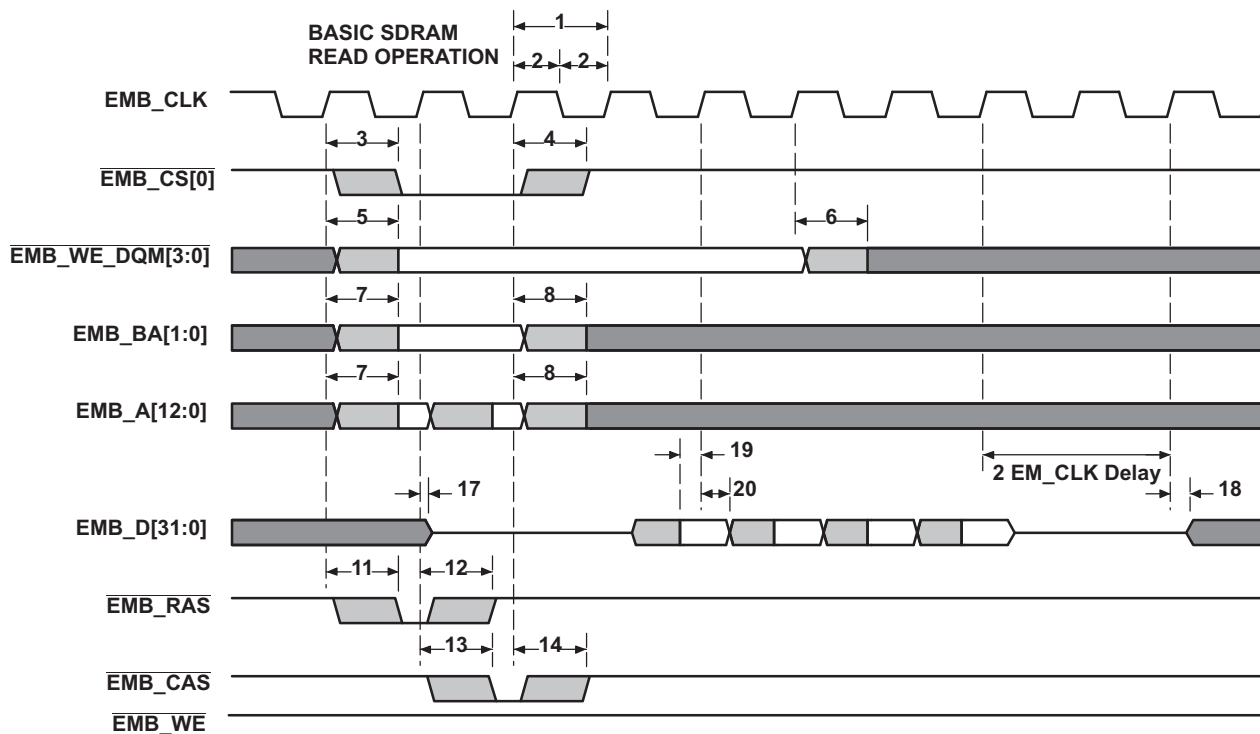 BASIC SDRAM
READ OPERATION
1
2 2
EMB_CLK
3 4
EMB_CS[0]
5 6
EMB_WE_DQM[3:0]
7 8
EMB_BA[1:0]
7 8
EMB_A[12:0]
19
2 EM_CLK Delay
17 20 18
EMB_D[31:0]
11 12
EMB_RAS
13 14
EMB_CAS
EMB_WE